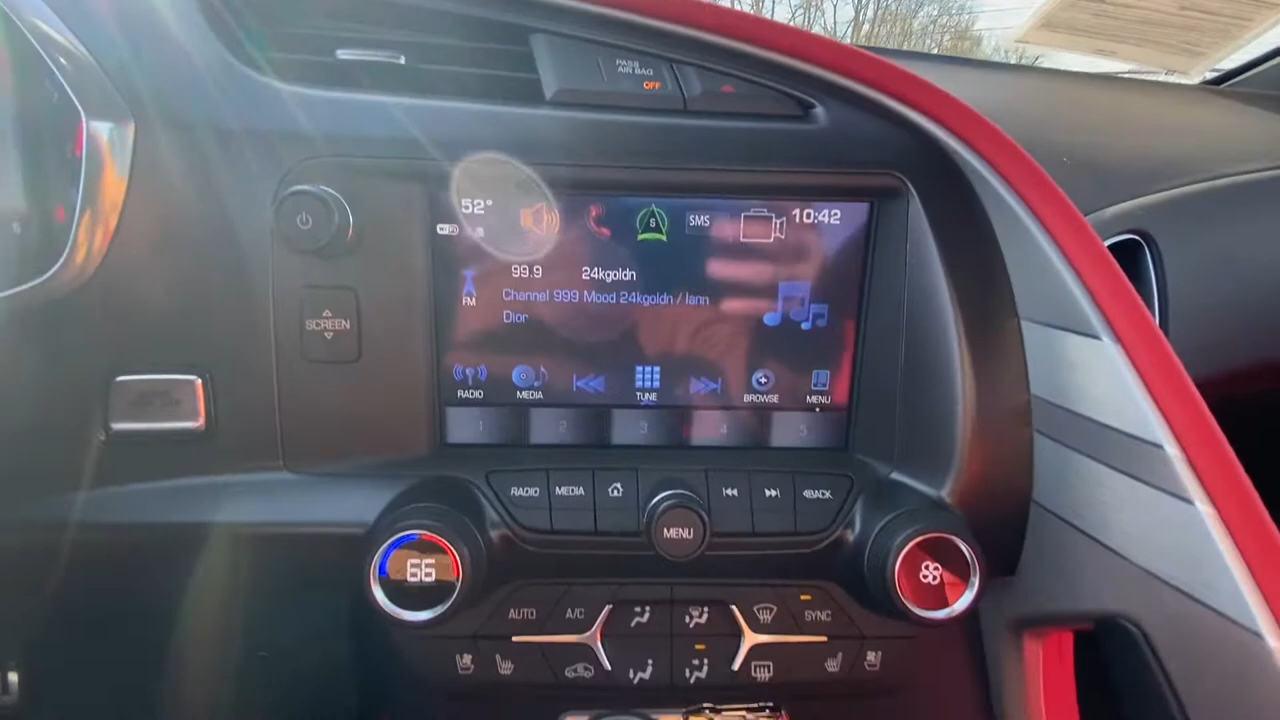 PASS
AIR BAG
OFF
52°
SMS
10:42
WiFi
S
99.9 24kgoldn
FM
Channel 999 Mood 24kgoldn / Iann
Dior
SCREEN
RADIO MEDIA TUNE BROWSE MENU
1 2 3 4 5
RADIO MEDIA BACK
MENU
66
AUTO A/C SYNC